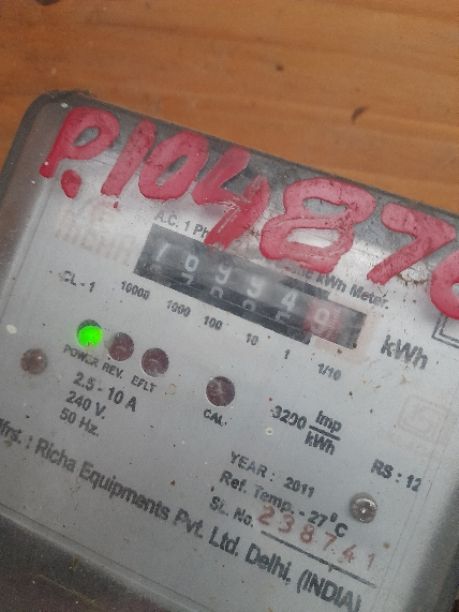 P.104876
A.C. 1 Ph
kWh Meter.
CL - 1
10000 1000 100 10 1 1/10
kWh
POWER REV. EFLT
CAL
2.5 - 10 A
240 V.
50 Hz.
3200 Imp/kWh
RS : 12
YEAR : 2011
Ref. Temp. - 27°C
SL. No. 238741
Mfrs. : Richa Equipments Pvt. Ltd. Delhi, (INDIA)